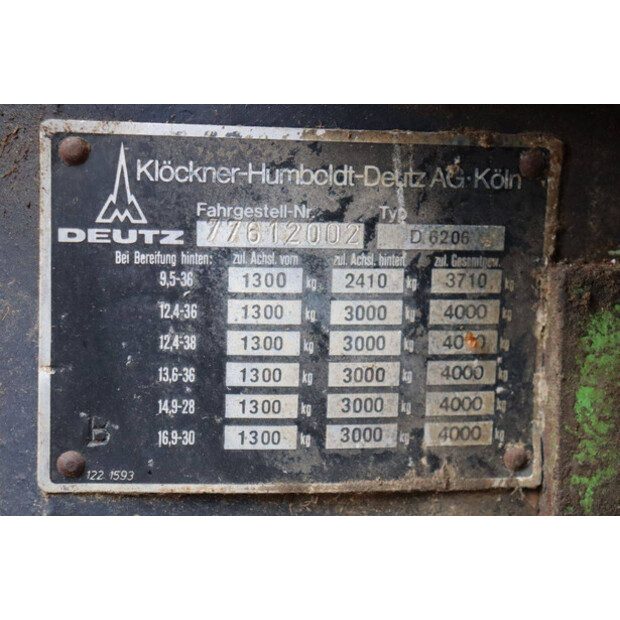 Klöckner-Humboldt-Deutz AG·Köln
Fahrgestell-Nr. Typ
DEUTZ 77612002 D 6206
Bei Bereifung hinten: zul. Achsl. vorn zul. Achsl. hinten zul. Gesamtgew.
9,5-36 1300 kg 2410 kg 3710 kg
12,4-36 1300 kg 3000 kg 4000 kg
12,4-38 1300 kg 3000 kg 4000 kg
13,6-36 1300 kg 3000 kg 4000 kg
14,9-28 1300 kg 3000 kg 4000 kg
B 16,9-30 1300 kg 3000 kg 4000 kg
122 1593